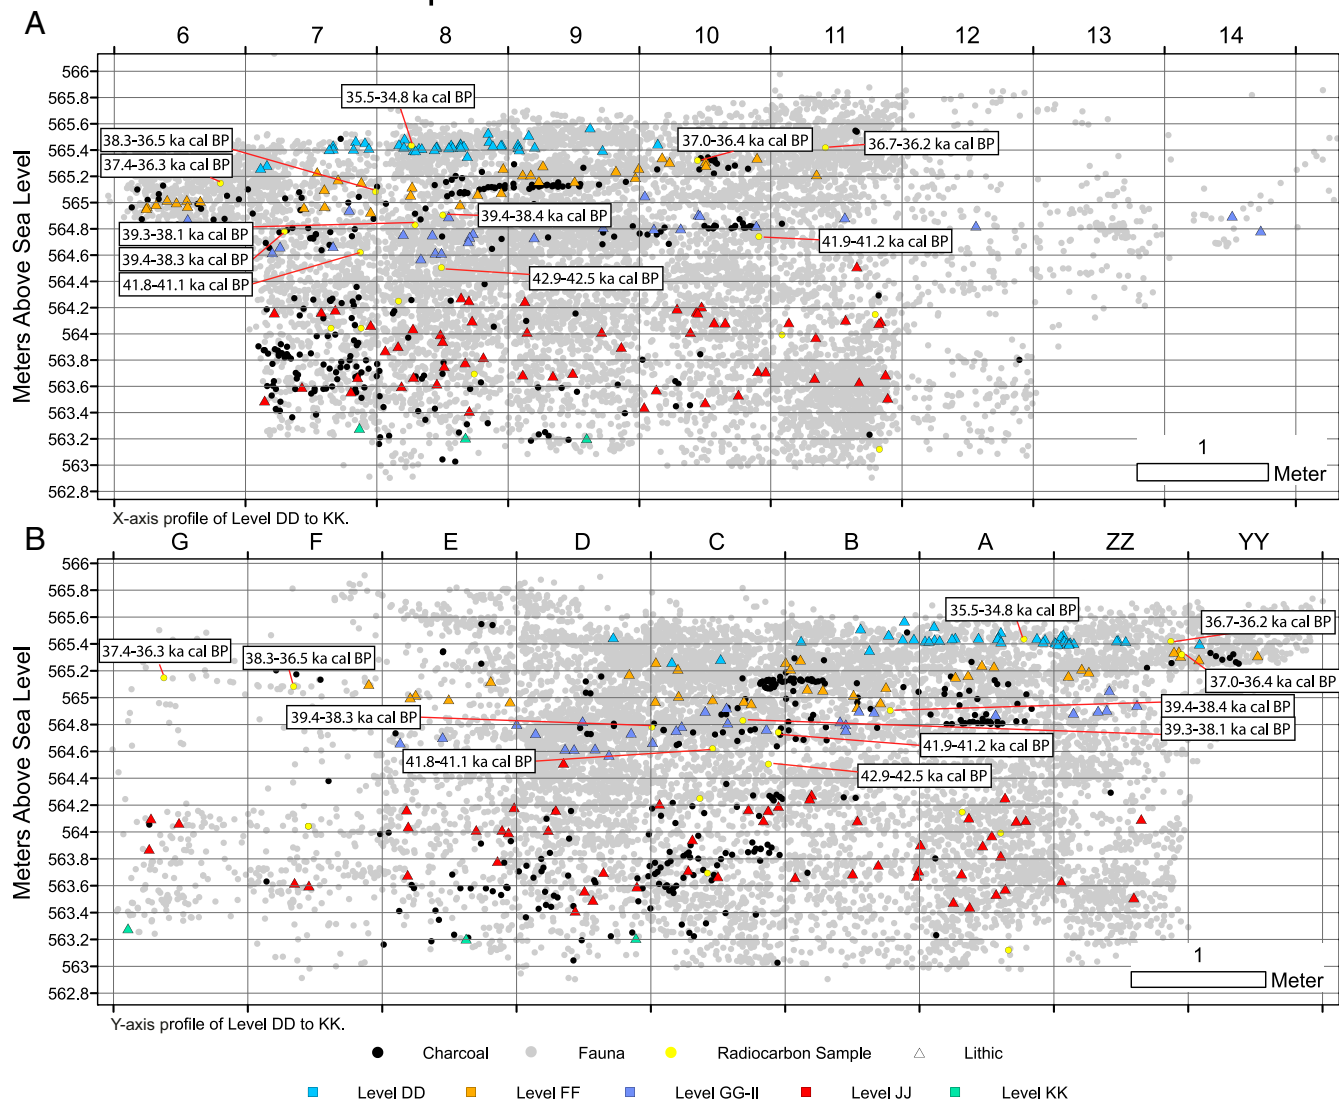 A
6 7 8 9 10 11 12 13 14
Meters Above Sea Level
566
565.8
565.6
565.4
565.2
565
564.8
564.6
564.4
564.2
564
563.8
563.6
563.4
563.2
563
562.8
35.5–34.8 ka cal BP
38.3–36.5 ka cal BP
37.4–36.3 ka cal BP
37.0–36.4 ka cal BP
36.7–36.2 ka cal BP
39.4–38.4 ka cal BP
39.3–38.1 ka cal BP
41.9–41.2 ka cal BP
39.4–38.3 ka cal BP
41.8–41.1 ka cal BP
42.9–42.5 ka cal BP
1
Meter
X-axis profile of Level DD to KK.
B
G F E D C B A ZZ YY
Meters Above Sea Level
566
565.8
565.6
565.4
565.2
565
564.8
564.6
564.4
564.2
564
563.8
563.6
563.4
563.2
563
562.8
35.5–34.8 ka cal BP
36.7–36.2 ka cal BP
37.4–36.3 ka cal BP
38.3–36.5 ka cal BP
37.0–36.4 ka cal BP
39.4–38.4 ka cal BP
39.4–38.3 ka cal BP
39.3–38.1 ka cal BP
41.9–41.2 ka cal BP
41.8–41.1 ka cal BP
42.9–42.5 ka cal BP
1
Meter
Y-axis profile of Level DD to KK.
Charcoal Fauna Radiocarbon Sample Lithic
Level DD Level FF Level GG-II Level JJ Level KK